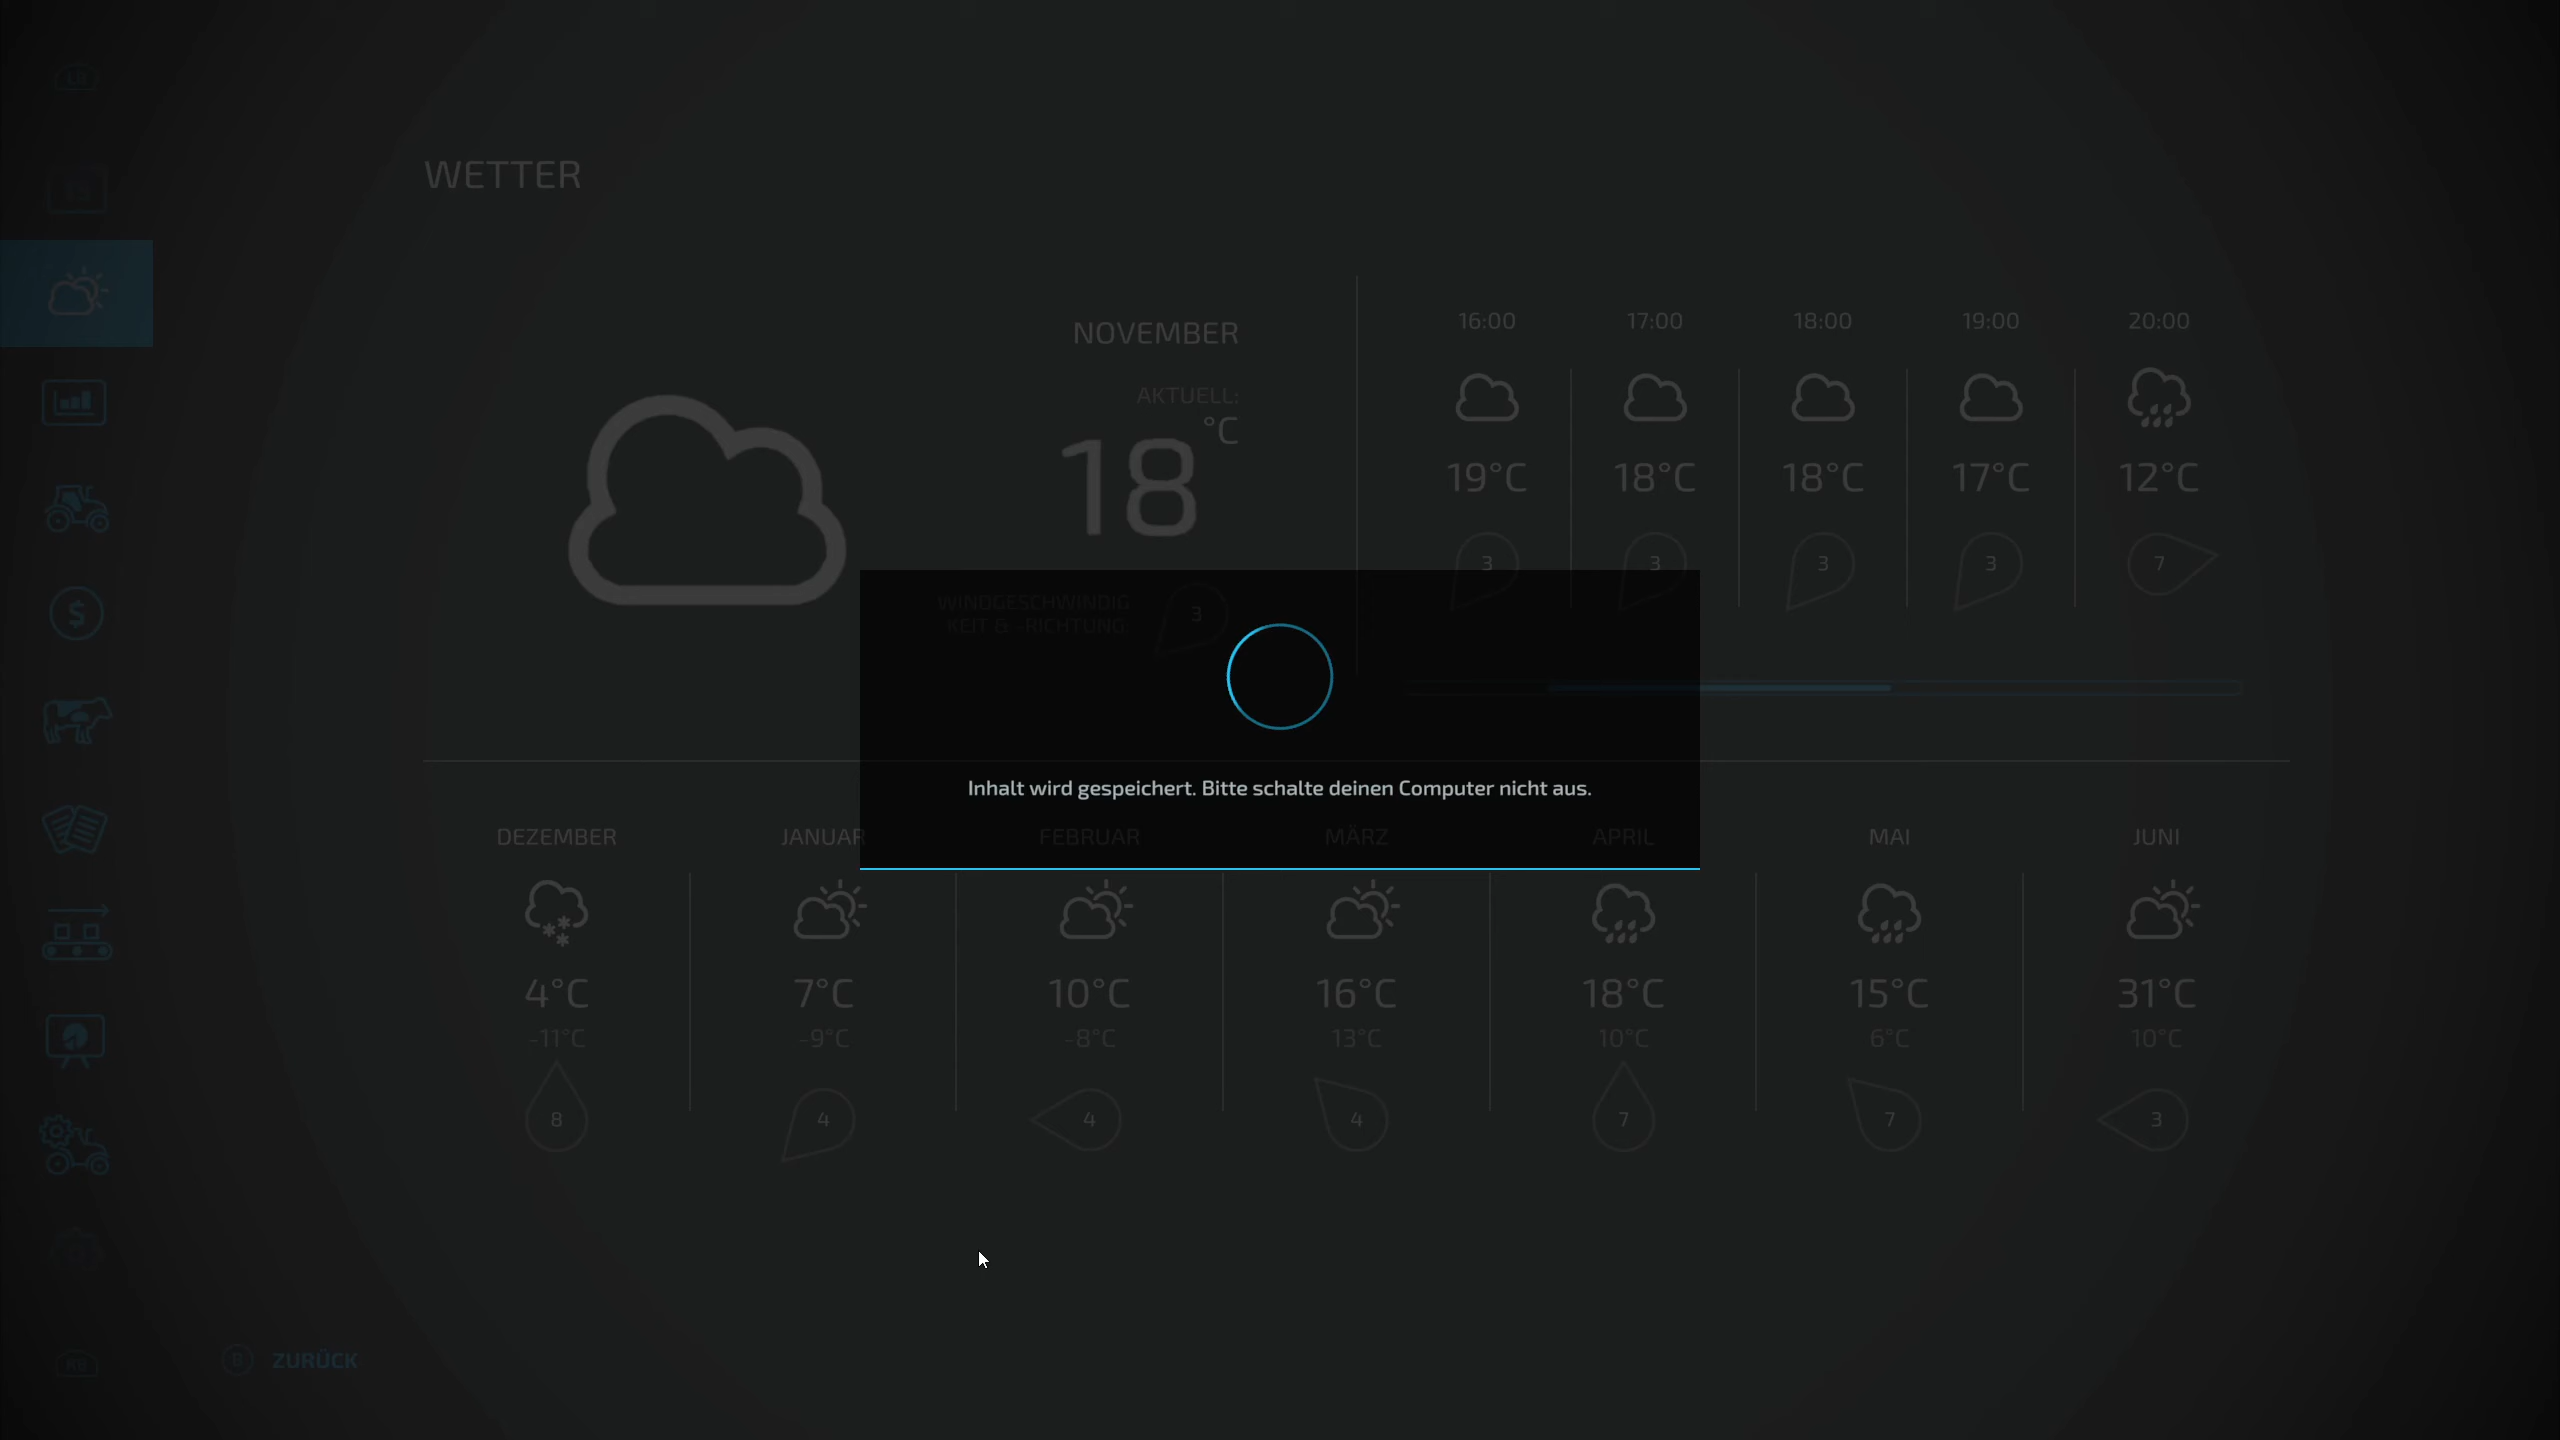 WETTER
NOVEMBER
AKTUELL:
18 °C
WINDGESCHWINDIG
KEIT & -RICHTUNG
3
16:00 17:00 18:00 19:00 20:00
19°C 18°C 18°C 17°C 12°C
3 3 3 3 7
Inhalt wird gespeichert. Bitte schalte deinen Computer nicht aus.
DEZEMBER JANUAR FEBRUAR MÄRZ APRIL MAI JUNI
4°C 7°C 10°C 16°C 18°C 15°C 31°C
-11°C -9°C -8°C 13°C 10°C 6°C 10°C
8 4 4 4 7 7 3
ZURÜCK